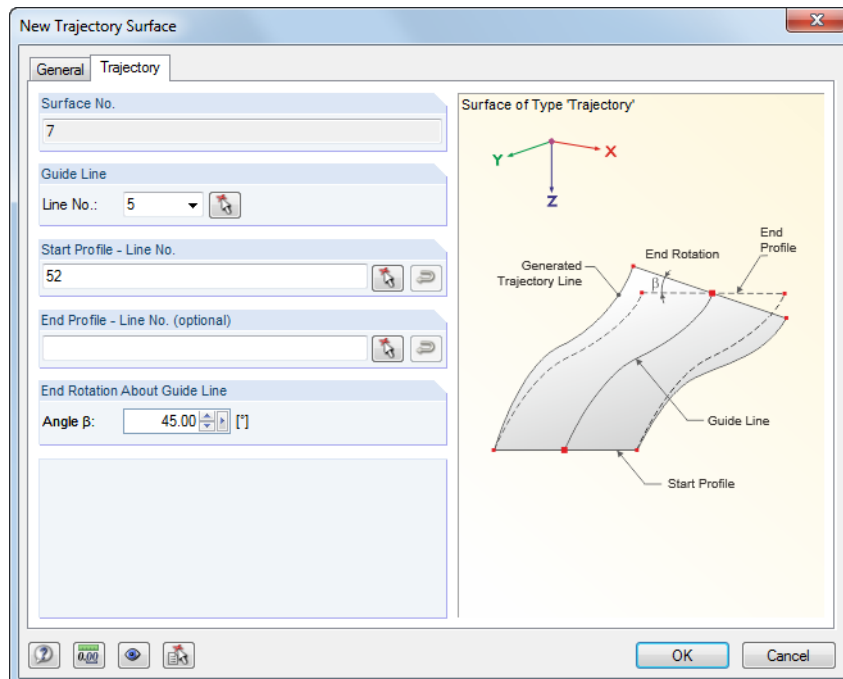 New Trajectory Surface
General
Trajectory
Surface No.
7
Guide Line
Line No.:
5
Start Profile - Line No.
52
End Profile - Line No. (optional)
End Rotation About Guide Line
Angle β:
45.00
[°]
Surface of Type 'Trajectory'
Y
X
Z
End
Profile
End Rotation
Generated
Trajectory Line
β
Guide Line
Start Profile
0.00
OK
Cancel